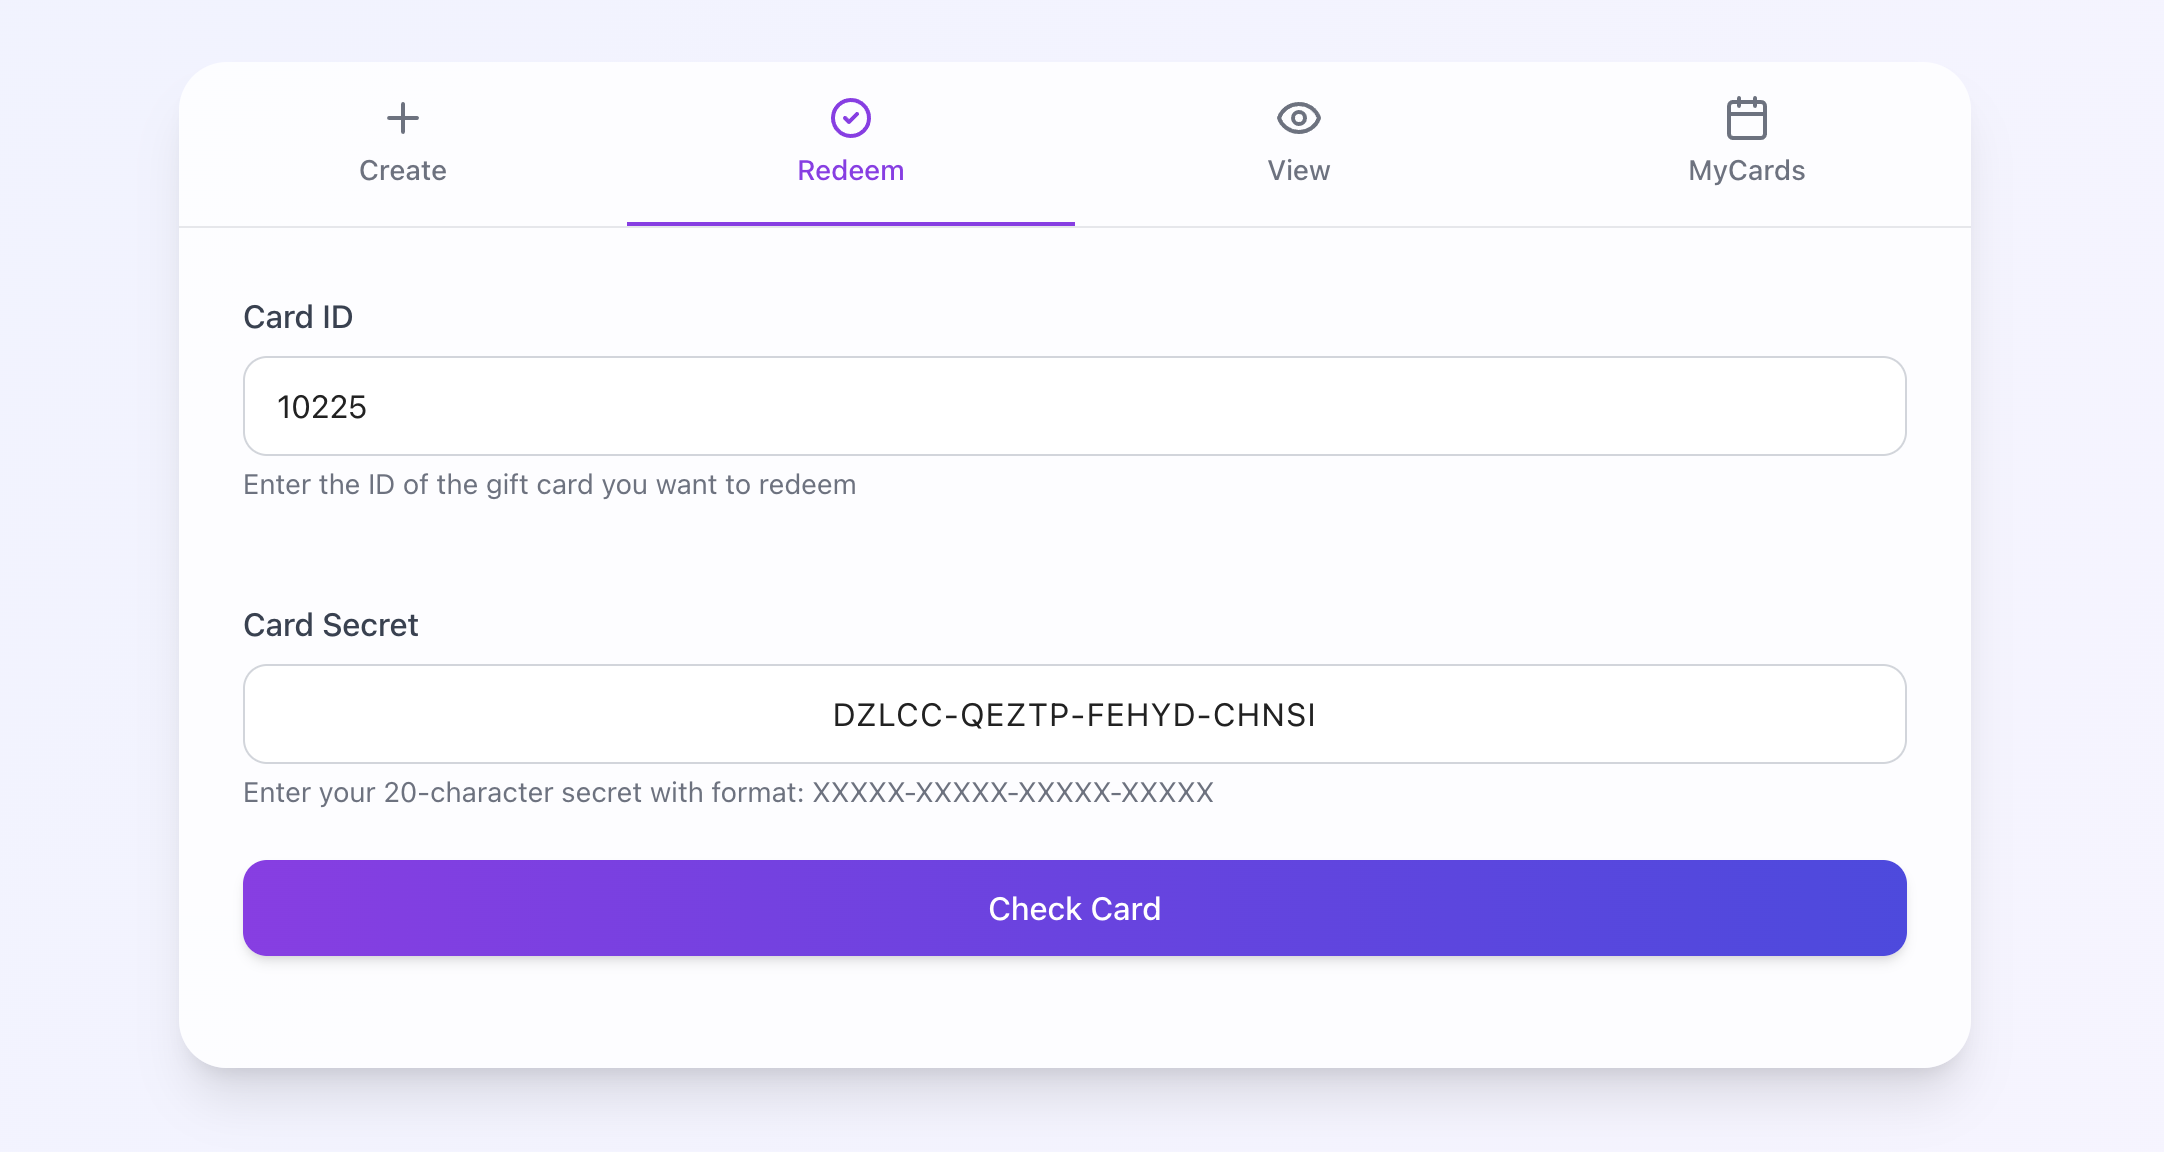 Create
Redeem
View
MyCards
Card ID
10225
Enter the ID of the gift card you want to redeem
Card Secret
DZLCC-QEZTP-FEHYD-CHNSI
Enter your 20-character secret with format: XXXXX-XXXXX-XXXXX-XXXXX
Check Card